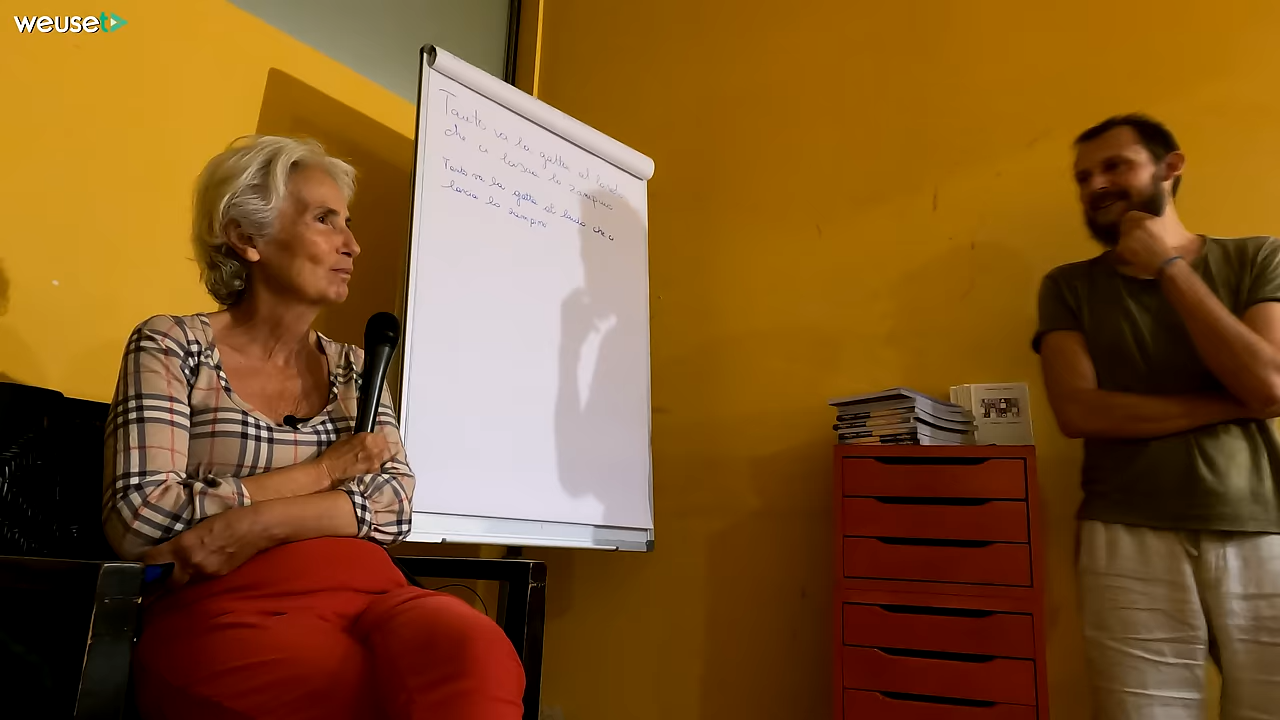 weusetv
Tanto va la gatta al lardo
che ci lascia lo zampino
Tanto va la gatta al lardo che ci
lascia lo zampino